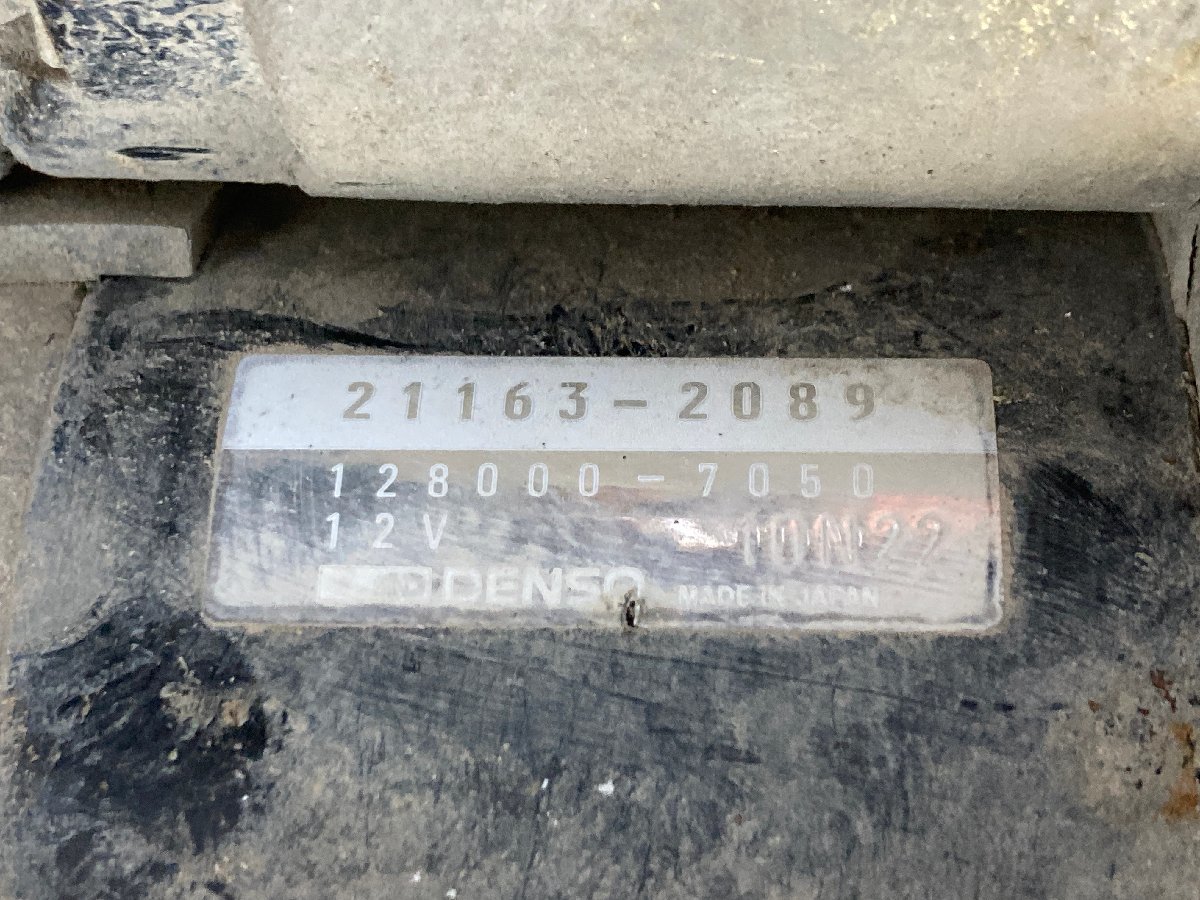 21163-2089
128000-7050
12V 10N22
DENSO MADE IN JAPAN